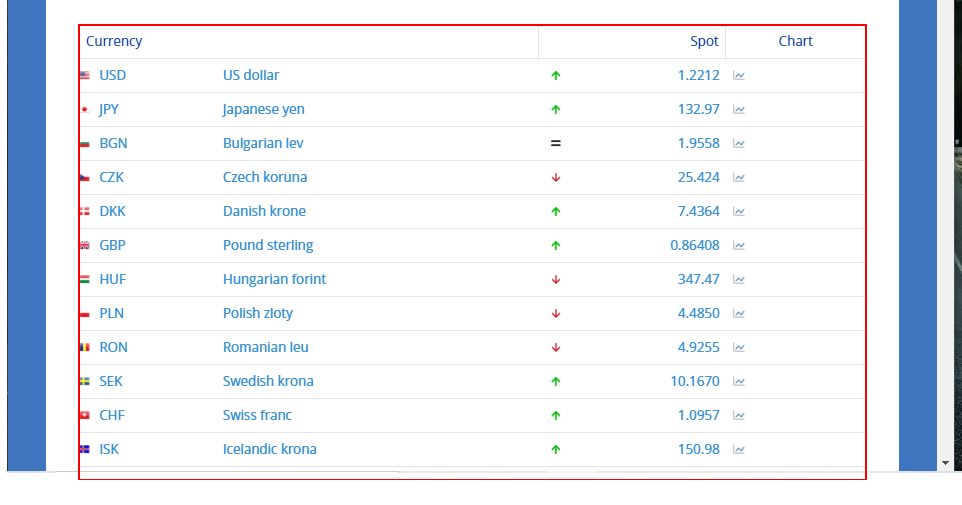 Currency Spot Chart
USD US dollar 1.2212
JPY Japanese yen 132.97
BGN Bulgarian lev = 1.9558
CZK Czech koruna 25.424
DKK Danish krone 7.4364
GBP Pound sterling 0.86408
HUF Hungarian forint 347.47
PLN Polish zloty 4.4850
RON Romanian leu 4.9255
SEK Swedish krona 10.1670
CHF Swiss franc 1.0957
ISK Icelandic krona 150.98